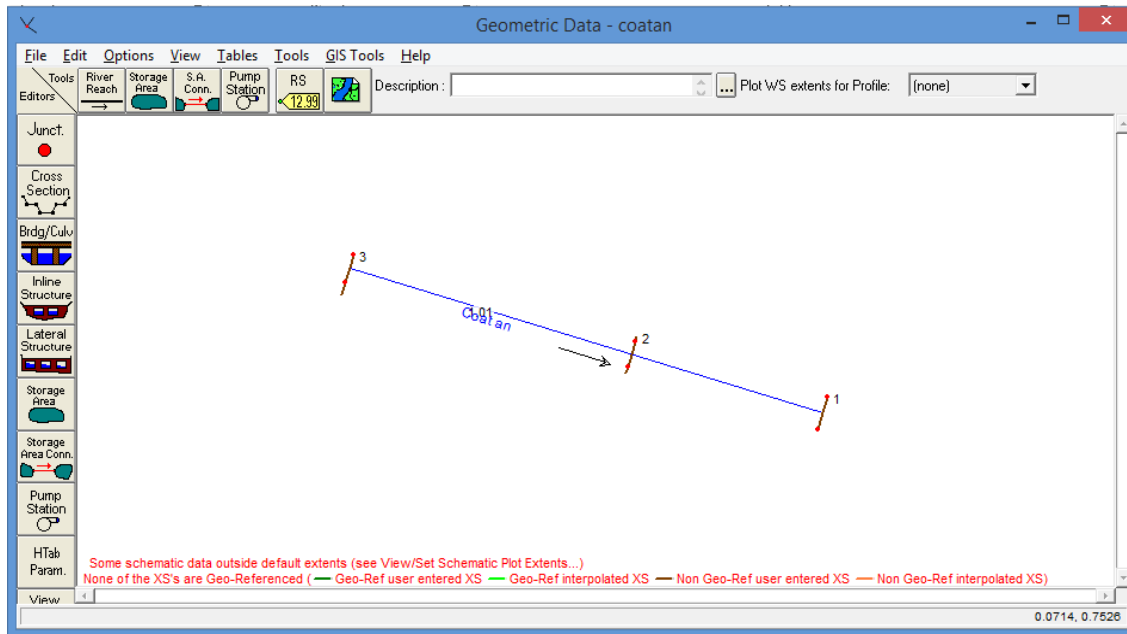 Geometric Data - coatan
File Edit Options View Tables Tools GIS Tools Help
Tools
Editors
River
Reach
Storage
Area
S.A.
Conn.
Pump
Station
RS
12.99
Description :
...
Plot WS extents for Profile:
(none)
Junct.
Cross
Section
Brdg/Culv
Inline
Structure
Lateral
Structure
Storage
Area
Storage
Area Conn.
Pump
Station
HTab
Param.
View
3
1.01
Coatan
2
1
Some schematic data outside default extents (see View/Set Schematic Plot Extents...)
None of the XS's are Geo-Referenced ( Geo-Ref user entered XS Geo-Ref interpolated XS Non Geo-Ref user entered XS Non Geo-Ref interpolated XS)
0.0714, 0.7526